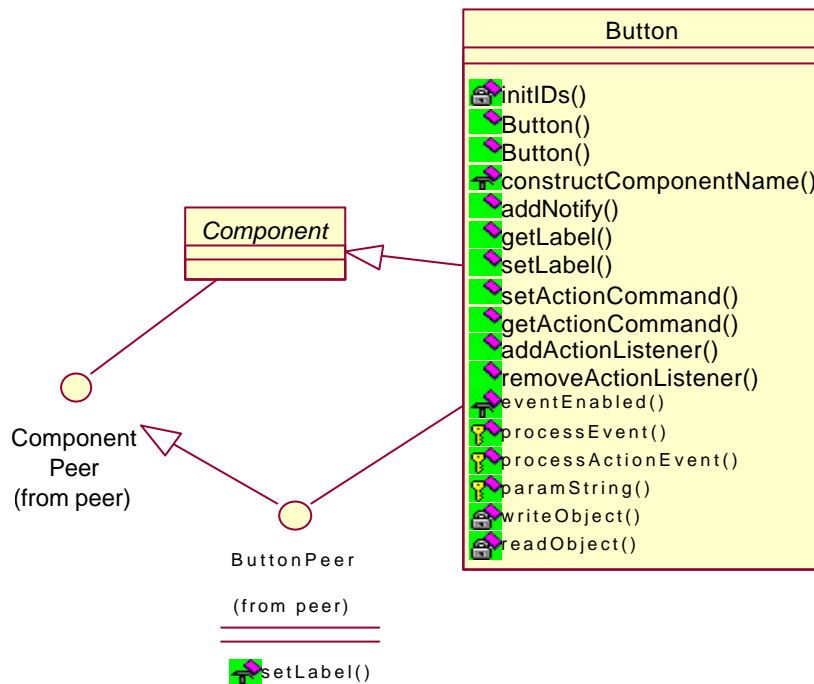 Button
initIDs()
Button()
Button()
constructComponentName()
addNotify()
getLabel()
setLabel()
setActionCommand()
getActionCommand()
addActionListener()
removeActionListener()
eventEnabled()
processEvent()
processActionEvent()
paramString()
writeObject()
readObject()
Component
Component
Peer
(from peer)
ButtonPeer
(from peer)
setLabel()